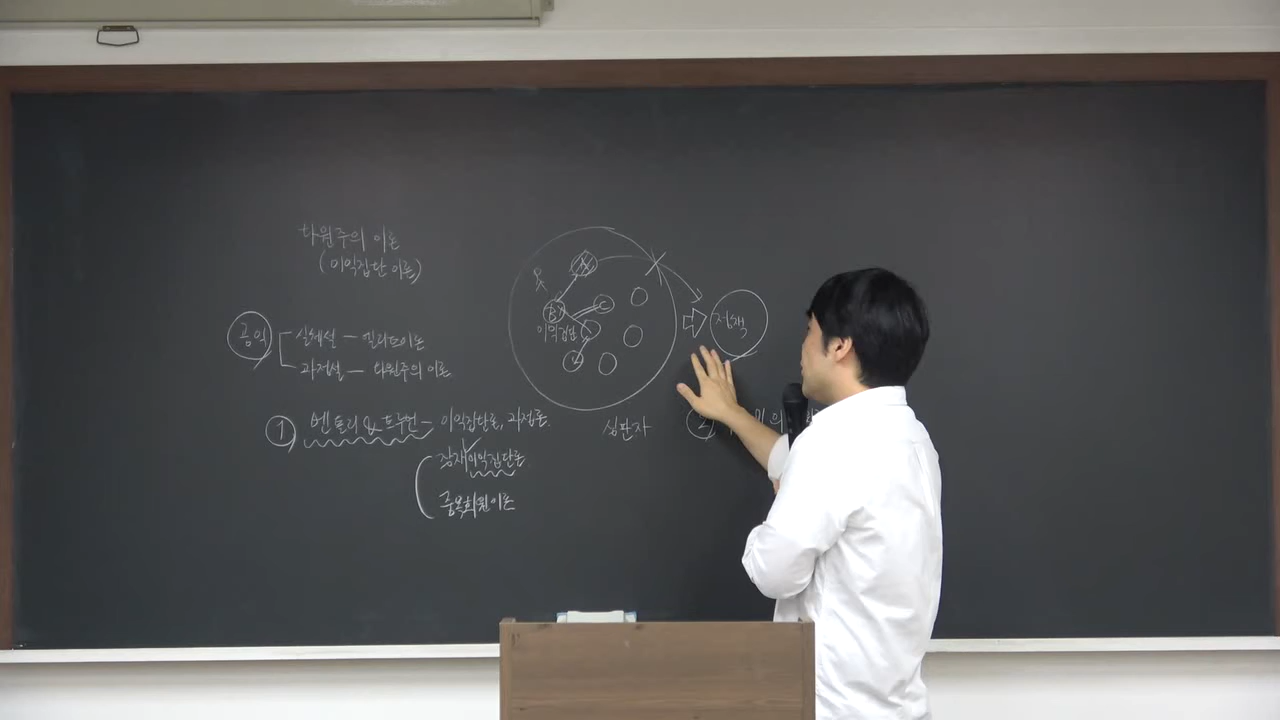 다원주의 이론
(이익집단 이론)
공익
실체설 — 엘리트이론
과정설 — 다원주의 이론
① 벤틀리 & 트루먼 — 이익집단론, 과정론
잠재이익집단론
중복회원이론
A
B
C
이익집단
정책
심판자
② 의